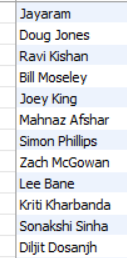 Jayaram
Doug Jones
Ravi Kishan
Bill Moseley
Joey King
Mahnaz Afshar
Simon Phillips
Zach McGowan
Lee Bane
Kriti Kharbanda
Sonakshi Sinha
Diljit Dosanjh